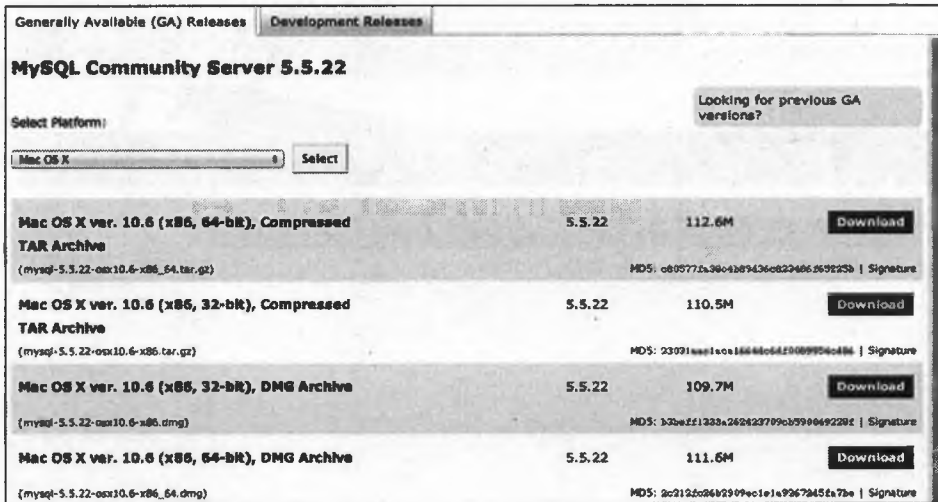 Generally Available (GA) Releases
Development Releases
MySQL Community Server 5.5.22
Looking for previous GA
versions?
Select Platform:
Mac OS X
Select
Mac OS X ver. 10.6 (x86, 64-bit), Compressed
TAR Archive
5.5.22
112.6M
Download
(mysql-5.5.22-osx10.6-x86_64.tar.gz)
MD5: | Signature
Mac OS X ver. 10.6 (x86, 32-bit), Compressed
TAR Archive
5.5.22
110.5M
Download
(mysql-5.5.22-osx10.6-x86.tar.gz)
MD5: | Signature
Mac OS X ver. 10.6 (x86, 32-bit), DMG Archive
5.5.22
109.7M
Download
(mysql-5.5.22-osx10.6-x86.dmg)
MD5: | Signature
Mac OS X ver. 10.6 (x86, 64-bit), DMG Archive
5.5.22
111.6M
Download
(mysql-5.5.22-osx10.6-x86_64.dmg)
MD5: | Signature